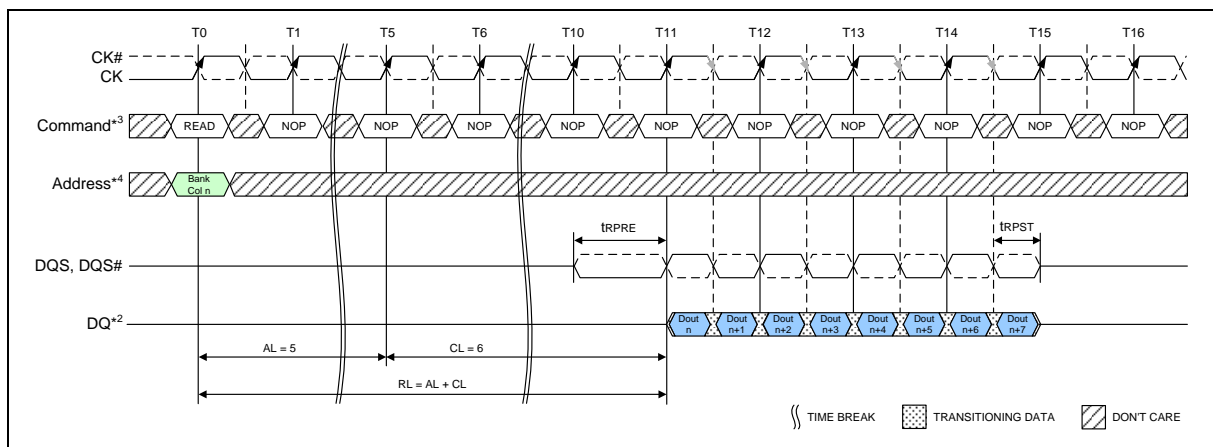 T0 T1 T5 T6 T10 T11 T12 T13 T14 T15 T16
CK#
CK
Command*3 READ NOP NOP NOP NOP NOP NOP NOP NOP NOP NOP
Address*4 Bank
Col n
tRPRE tRPST
DQS, DQS#
DQ*2 Dout
n Dout
n+1 Dout
n+2 Dout
n+3 Dout
n+4 Dout
n+5 Dout
n+6 Dout
n+7
AL = 5 CL = 6
RL = AL + CL
TIME BREAK TRANSITIONING DATA DON'T CARE